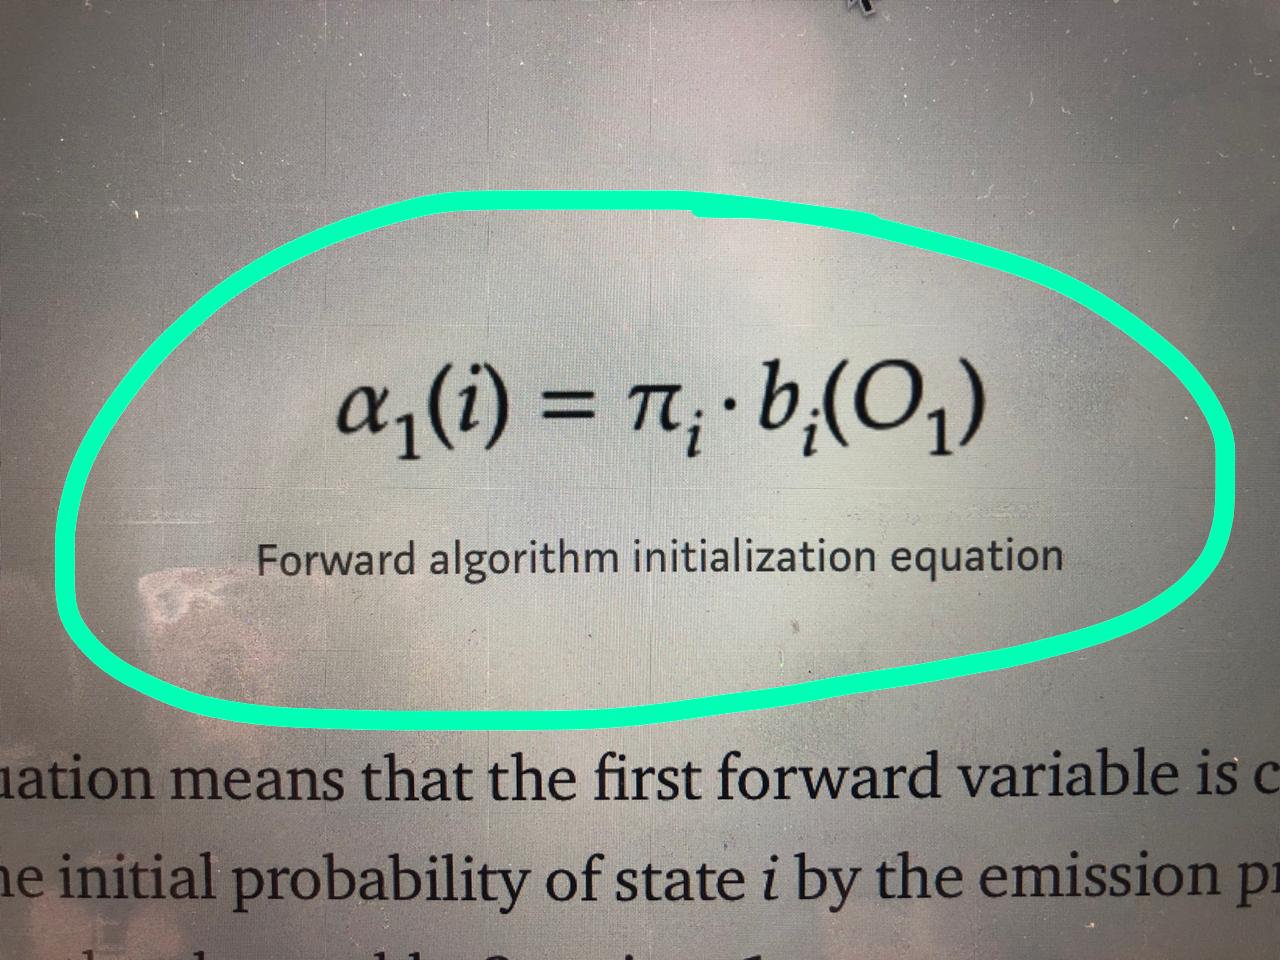 α₁(i) = πᵢ · bᵢ(O₁)
Forward algorithm initialization equation
means that the first forward variable is
initial probability of state i by the emission